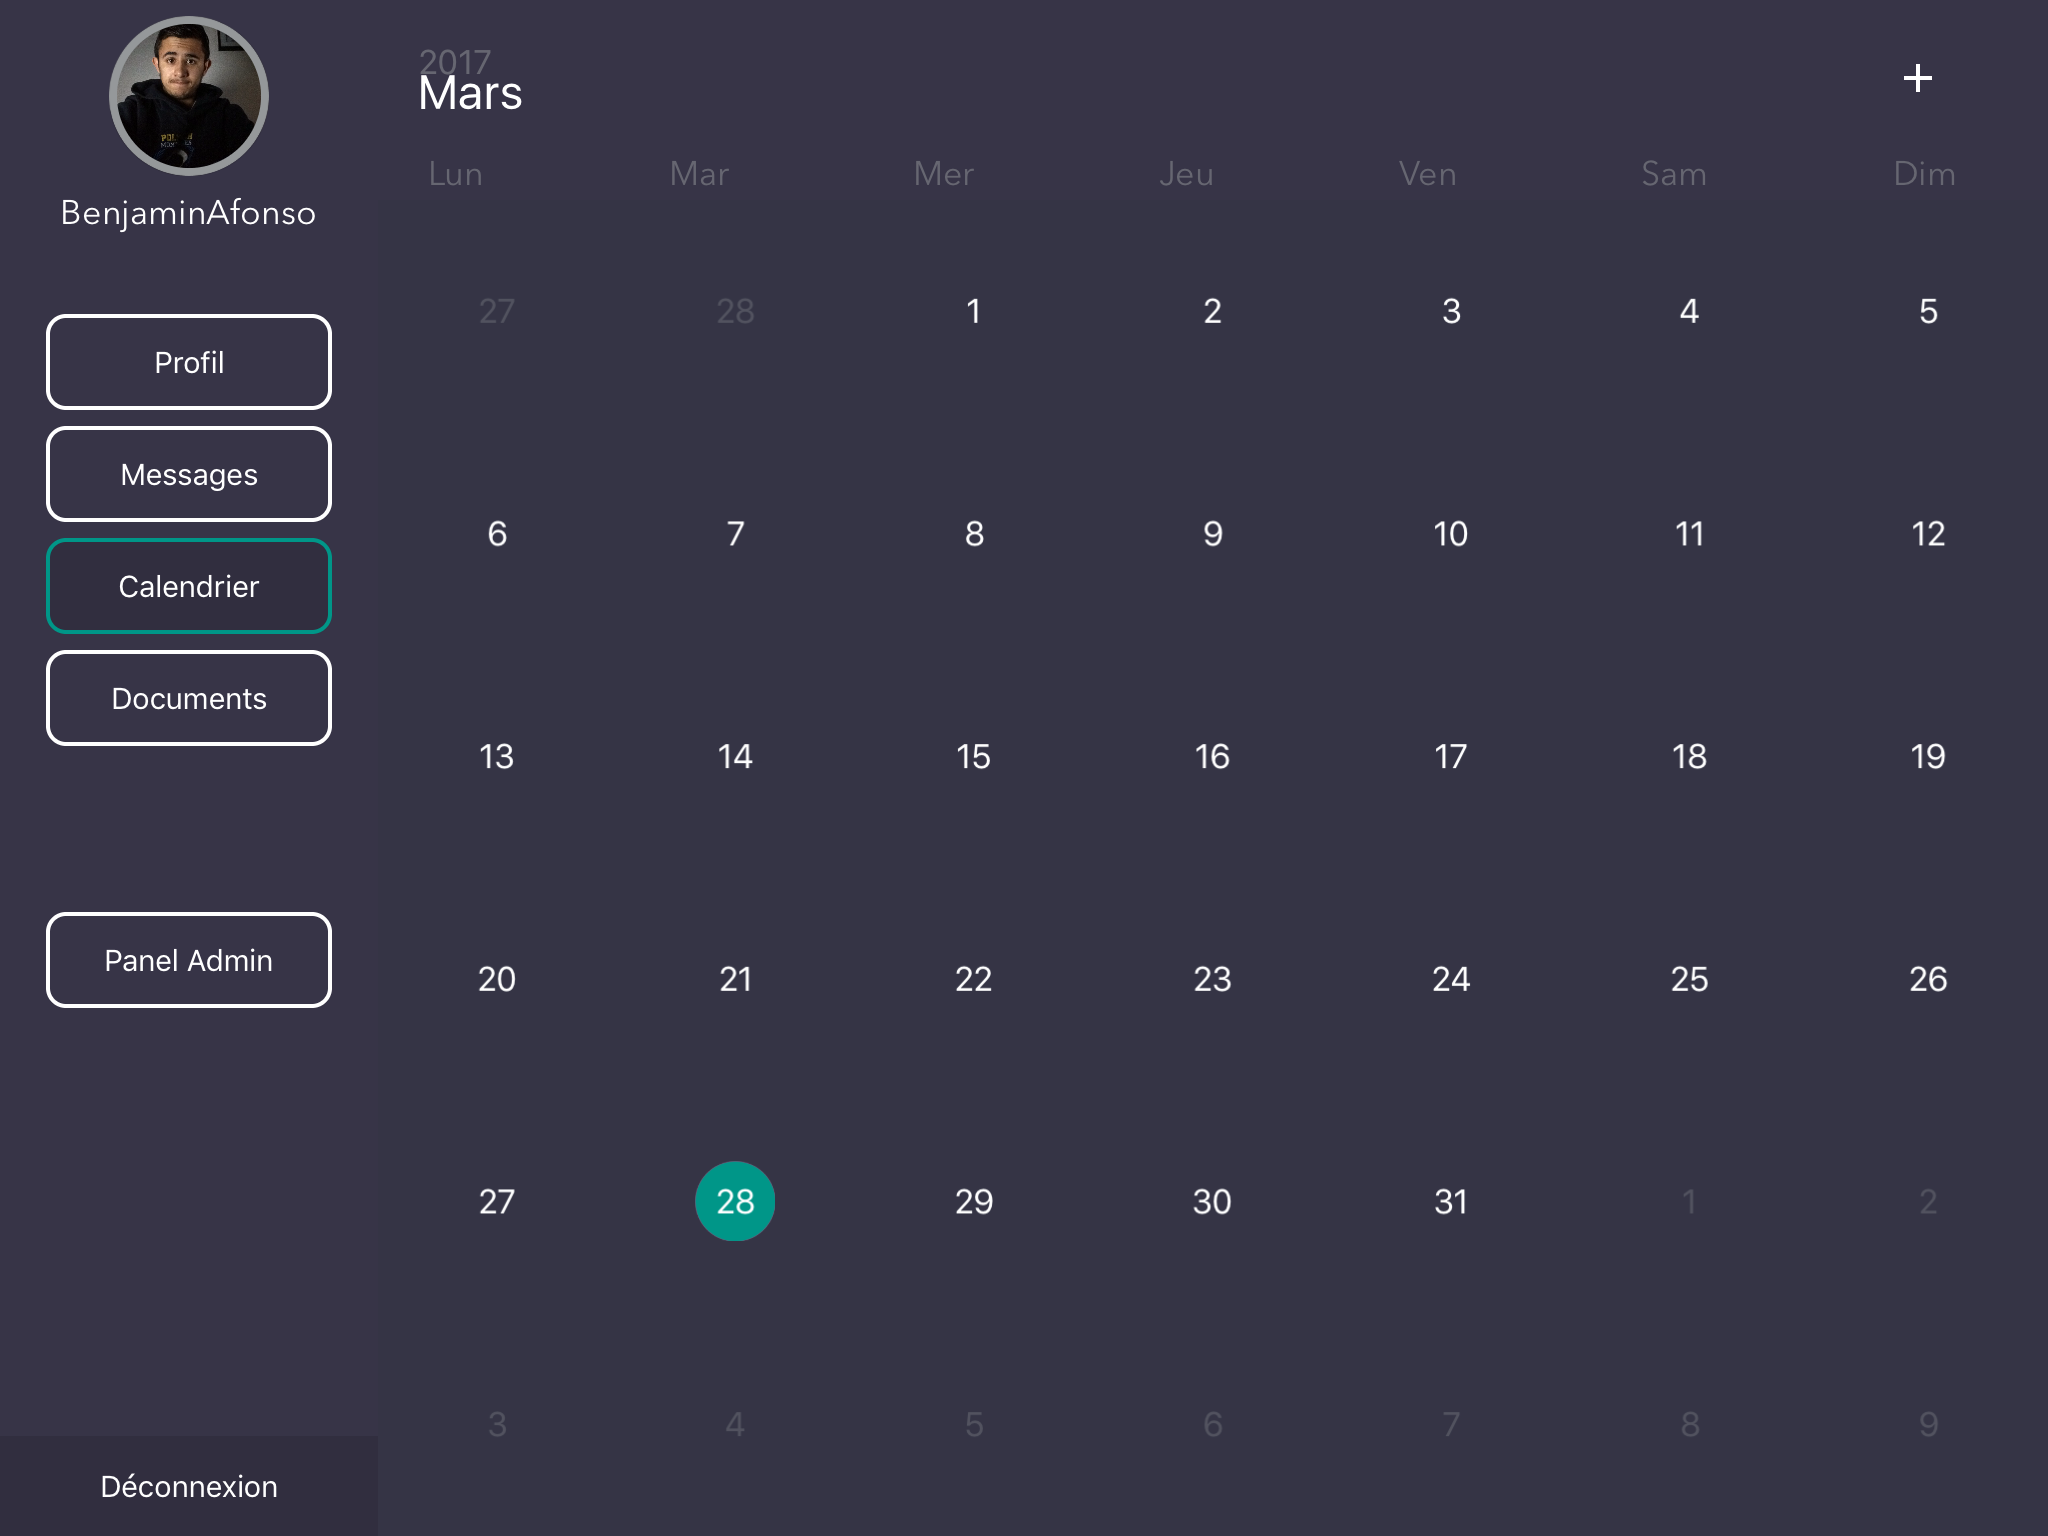 BenjaminAfonso
Profil
Messages
Calendrier
Documents
Panel Admin
Déconnexion
2017
Mars
+
Lun Mar Mer Jeu Ven Sam Dim
27 28 1 2 3 4 5
6 7 8 9 10 11 12
13 14 15 16 17 18 19
20 21 22 23 24 25 26
27 28 29 30 31 1 2
3 4 5 6 7 8 9